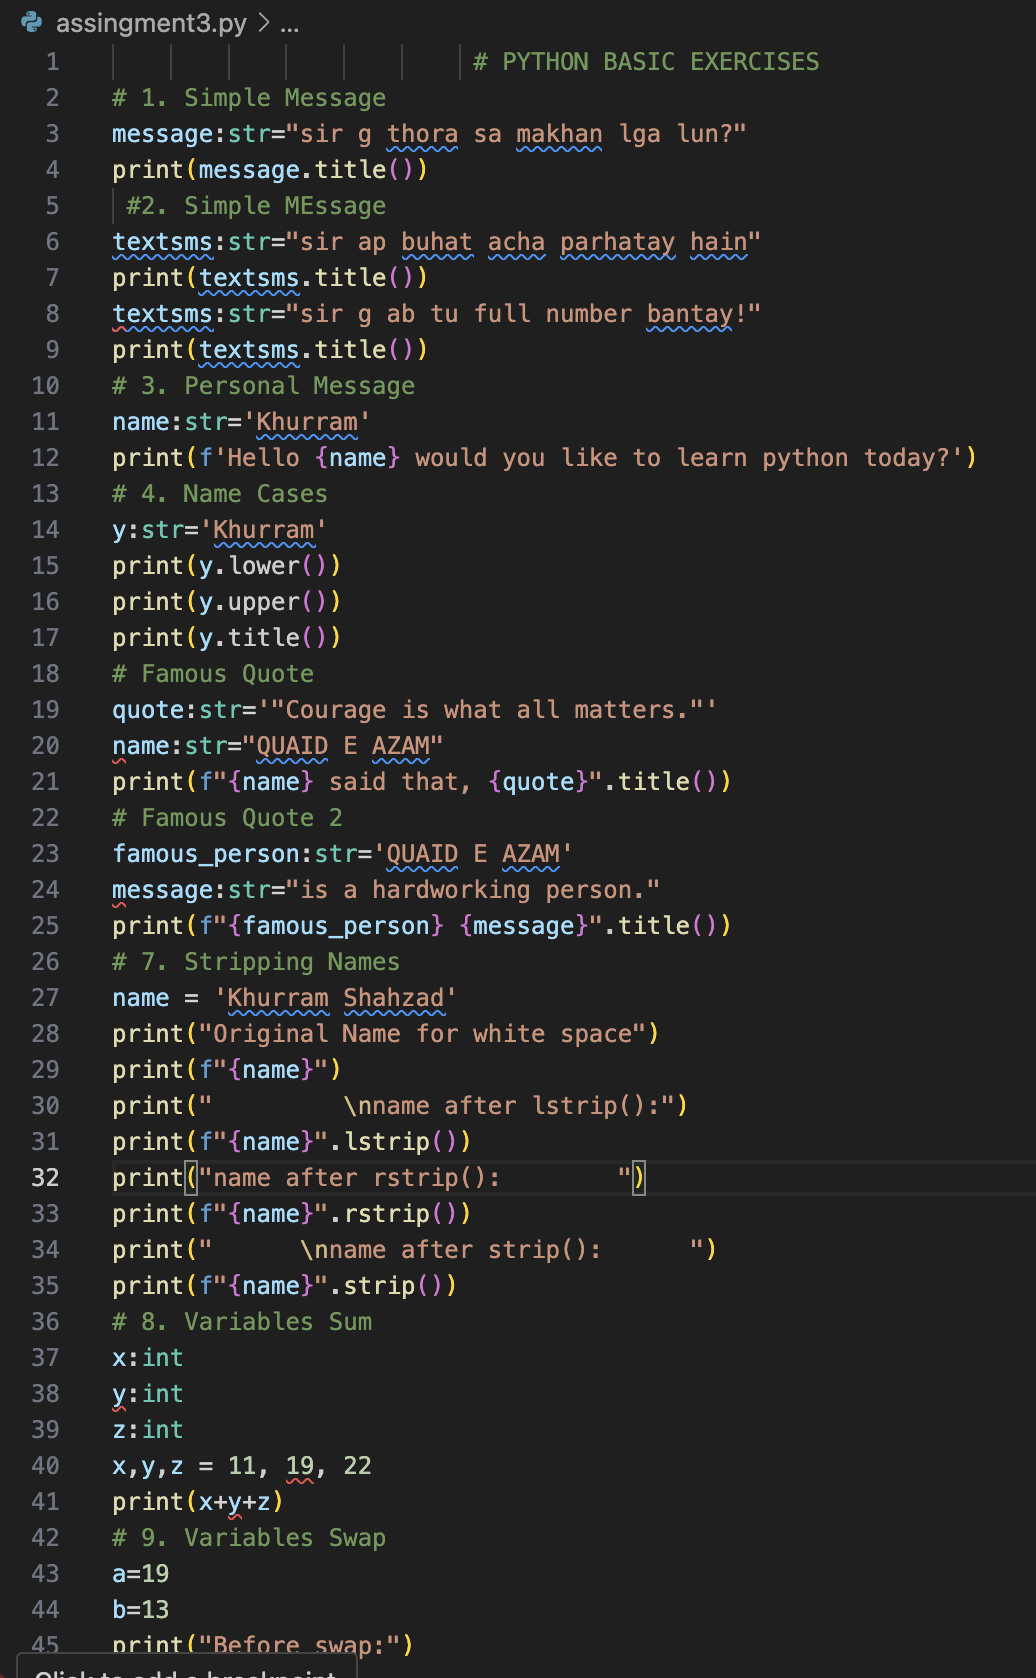 assingment3.py > ...
1 # PYTHON BASIC EXERCISES
2 # 1. Simple Message
3 message:str="sir g thora sa makhan lga lun?"
4 print(message.title())
5 #2. Simple MEssage
6 textsms:str="sir ap buhat acha parhatay hain"
7 print(textsms.title())
8 textsms:str="sir g ab tu full number bantay!"
9 print(textsms.title())
10 # 3. Personal Message
11 name:str='Khurram'
12 print(f'Hello {name} would you like to learn python today?')
13 # 4. Name Cases
14 y:str='Khurram'
15 print(y.lower())
16 print(y.upper())
17 print(y.title())
18 # Famous Quote
19 quote:str='"Courage is what all matters."'
20 name:str="QUAID E AZAM"
21 print(f"{name} said that, {quote}".title())
22 # Famous Quote 2
23 famous_person:str='QUAID E AZAM'
24 message:str="is a hardworking person."
25 print(f"{famous_person} {message}".title())
26 # 7. Stripping Names
27 name = 'Khurram Shahzad'
28 print("Original Name for white space")
29 print(f"{name}")
30 print("         \nname after lstrip():")
31 print(f"{name}".lstrip())
32 print("name after rstrip():        ")
33 print(f"{name}".rstrip())
34 print("      \nname after strip():      ")
35 print(f"{name}".strip())
36 # 8. Variables Sum
37 x:int
38 y:int
39 z:int
40 x,y,z = 11, 19, 22
41 print(x+y+z)
42 # 9. Variables Swap
43 a=19
44 b=13
45 print("Before swap:")
Click to add a breakpoint